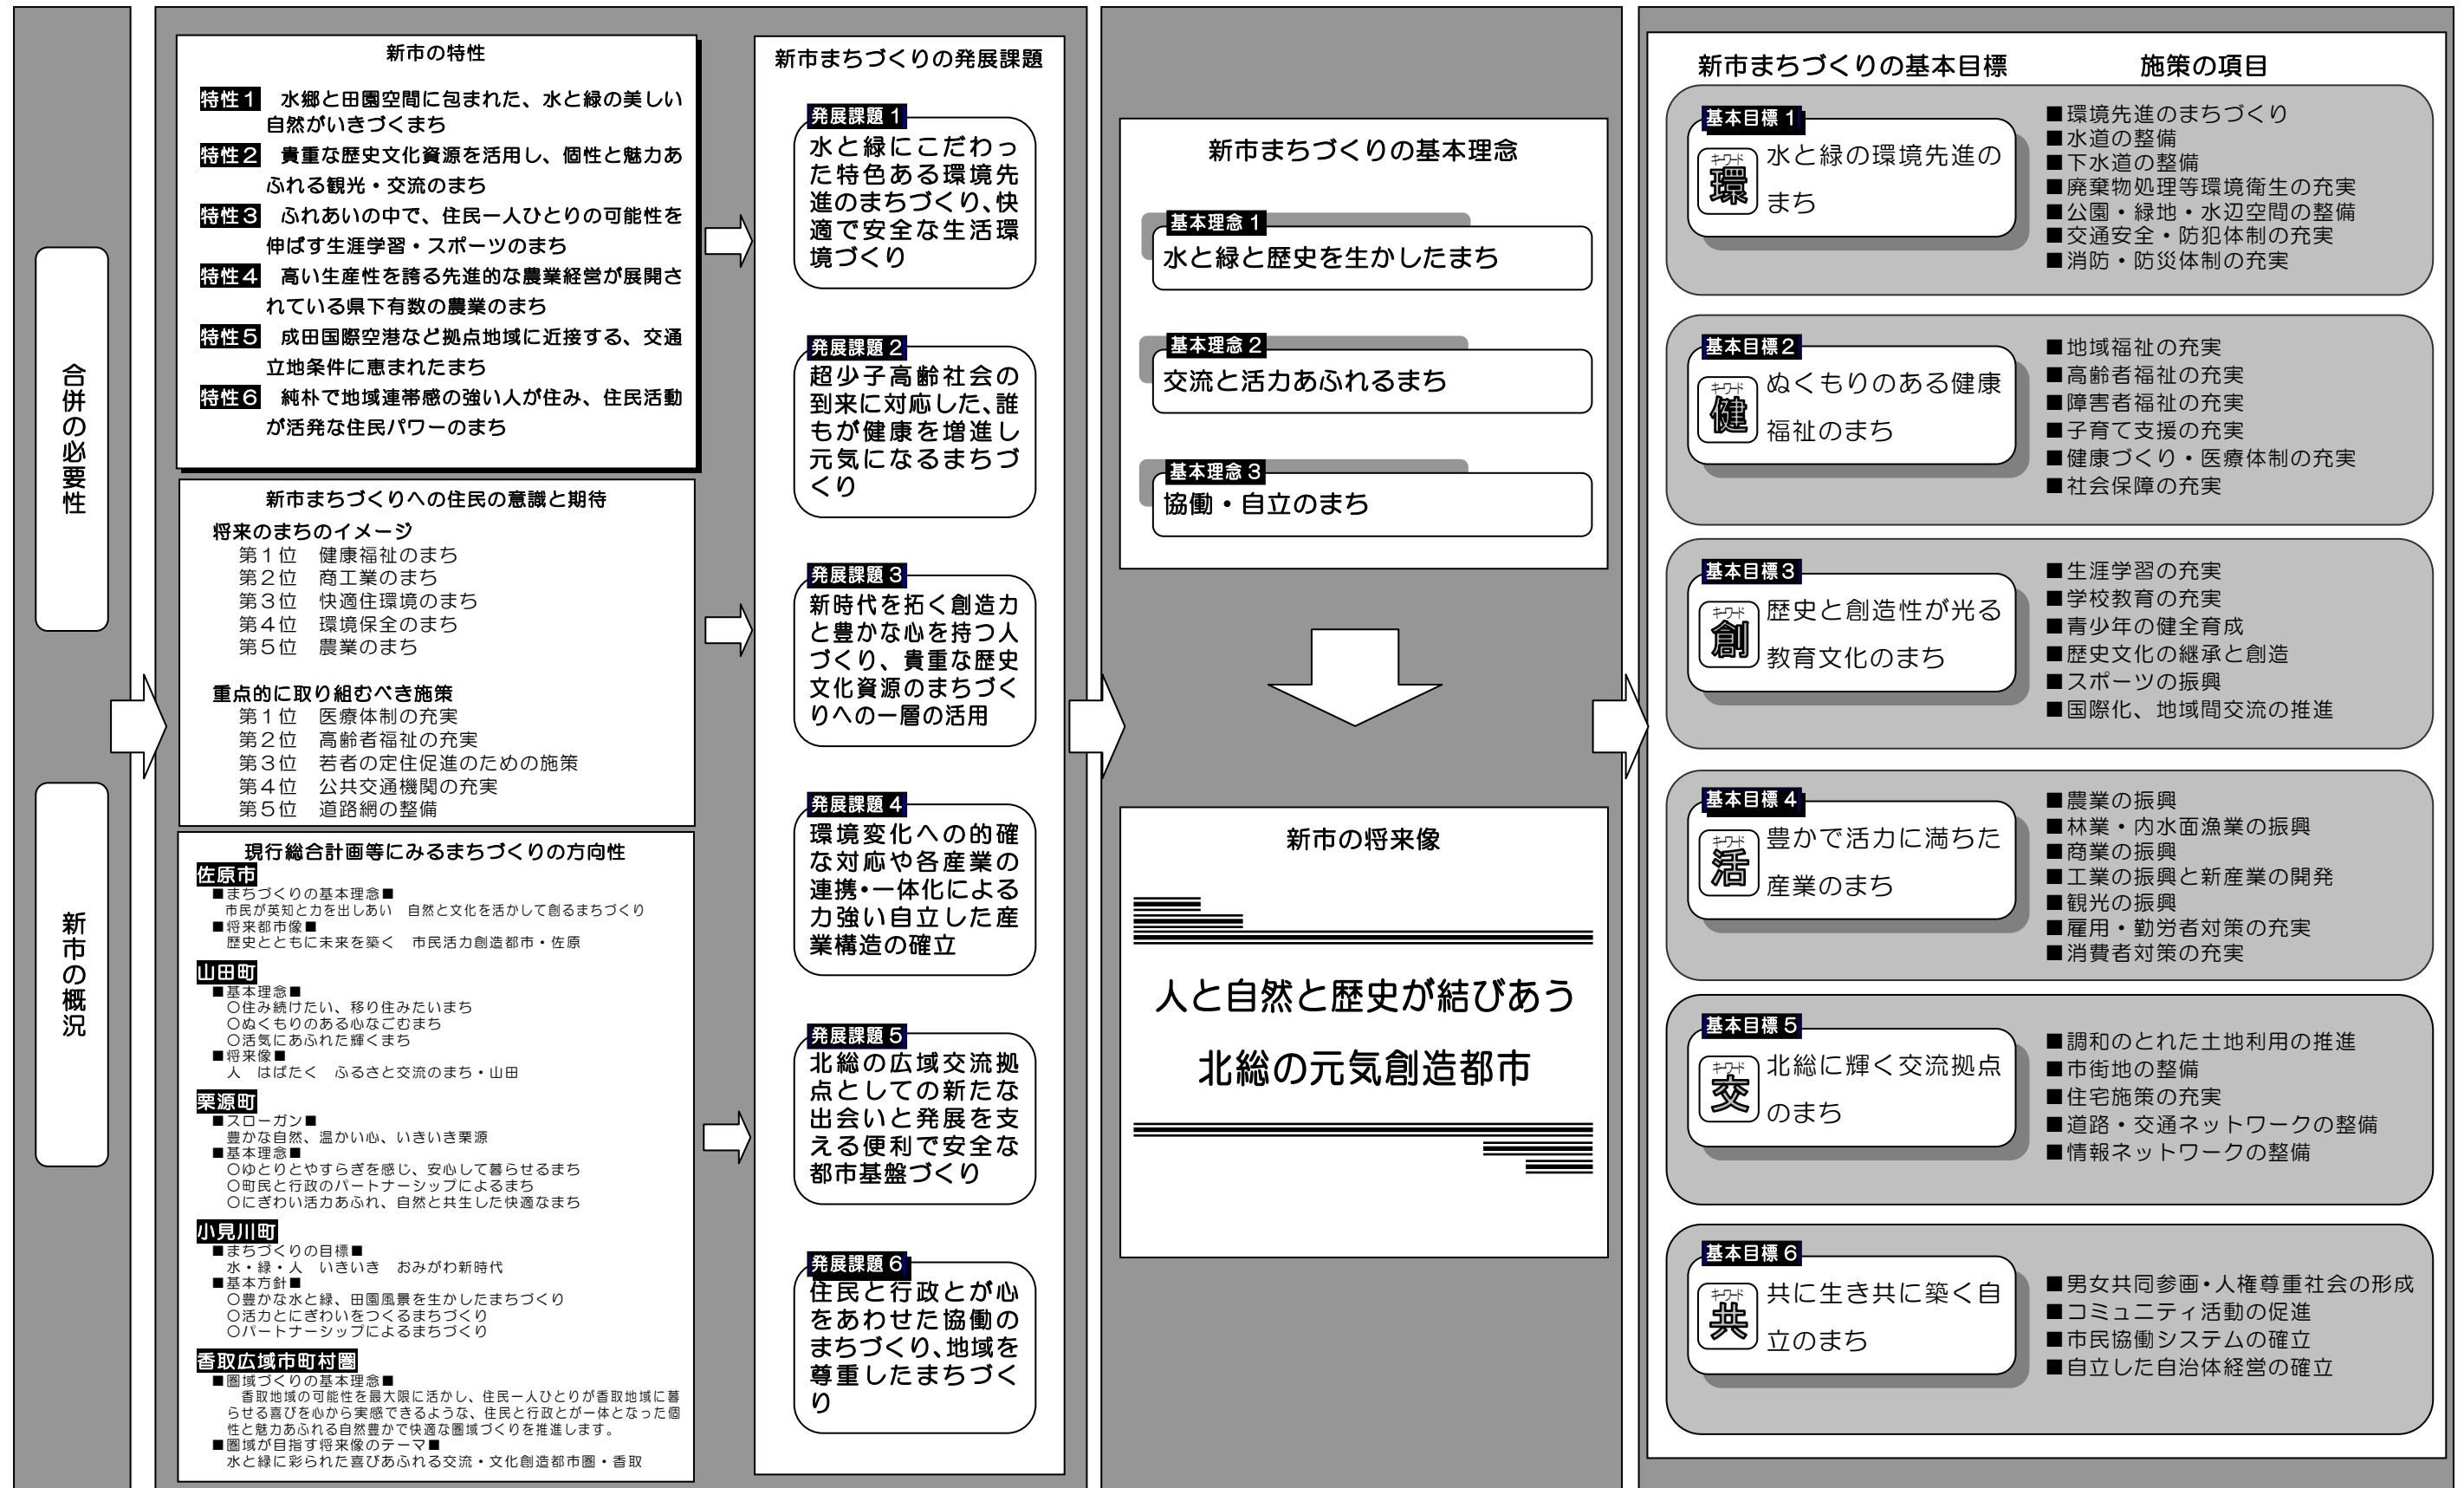 合併の必要性
新市の概況
新市の特性
特性1　水郷と田園空間に包まれた、水と緑の美しい
自然がいきづくまち
特性2　貴重な歴史文化資源を活用し、個性と魅力あ
ふれる観光・交流のまち
特性3　ふれあいの中で、住民一人ひとりの可能性を
伸ばす生涯学習・スポーツのまち
特性4　高い生産性を誇る先進的な農業経営が展開さ
れている県下有数の農業のまち
特性5　成田国際空港など拠点地域に近接する、交通
立地条件に恵まれたまち
特性6　純朴で地域連帯感の強い人が住み、住民活動
が活発な住民パワーのまち
新市まちづくりへの住民の意識と期待
将来のまちのイメージ
第1位　健康福祉のまち
第2位　商工業のまち
第3位　快適住環境のまち
第4位　環境保全のまち
第5位　農業のまち
重点的に取り組むべき施策
第1位　医療体制の充実
第2位　高齢者福祉の充実
第3位　若者の定住促進のための施策
第4位　公共交通機関の充実
第5位　道路網の整備
現行総合計画等にみるまちづくりの方向性
佐原市
■まちづくりの基本理念■
市民が英知と力を出しあい　自然と文化を活かして創るまちづくり
■将来都市像■
歴史とともに未来を築く　市民活力創造都市・佐原
山田町
■基本理念■
○住み続けたい、移り住みたいまち
○ぬくもりのある心なごむまち
○活気にあふれた輝くまち
■将来像■
人　はばたく　ふるさと交流のまち・山田
栗源町
■スローガン■
豊かな自然、温かい心、いきいき栗源
■基本理念■
○ゆとりとやすらぎを感じ、安心して暮らせるまち
○町民と行政のパートナーシップによるまち
○にぎわい活力あふれ、自然と共生した快適なまち
小見川町
■まちづくりの目標■
水・緑・人　いきいき　おみがわ新時代
■基本方針■
○豊かな水と緑、田園風景を生かしたまちづくり
○活力とにぎわいをつくるまちづくり
○パートナーシップによるまちづくり
香取広域市町村圏
■圏域づくりの基本理念■
香取地域の可能性を最大限に活かし、住民一人ひとりが香取地域に暮
らせる喜びを心から実感できるような、住民と行政とが一体となった個
性と魅力あふれる自然豊かで快適な圏域づくりを推進します。
■圏域が目指す将来像のテーマ■
水と緑に彩られた喜びあふれる交流・文化創造都市圏・香取
新市まちづくりの発展課題
発展課題1
水と緑にこだわっ
た特色ある環境先
進のまちづくり、快
適で安全な生活環
境づくり
発展課題2
超少子高齢社会の
到来に対応した、誰
もが健康を増進し
元気になるまちづ
くり
発展課題3
新時代を拓く創造力
と豊かな心を持つ人
づくり、貴重な歴史
文化資源のまちづく
りへの一層の活用
発展課題4
環境変化への的確
な対応や各産業の
連携・一体化による
力強い自立した産
業構造の確立
発展課題5
北総の広域交流拠
点としての新たな
出会いと発展を支
える便利で安全な
都市基盤づくり
発展課題6
住民と行政とが心
をあわせた協働の
まちづくり、地域を
尊重したまちづく
り
新市まちづくりの基本理念
基本理念1
水と緑と歴史を生かしたまち
基本理念2
交流と活力あふれるまち
基本理念3
協働・自立のまち
新市の将来像
人と自然と歴史が結びあう
北総の元気創造都市
新市まちづくりの基本目標
施策の項目
基本目標1
キーワード
環
水と緑の環境先進の
まち
■環境先進のまちづくり
■水道の整備
■下水道の整備
■廃棄物処理等環境衛生の充実
■公園・緑地・水辺空間の整備
■交通安全・防犯体制の充実
■消防・防災体制の充実
基本目標2
キーワード
健
ぬくもりのある健康
福祉のまち
■地域福祉の充実
■高齢者福祉の充実
■障害者福祉の充実
■子育て支援の充実
■健康づくり・医療体制の充実
■社会保障の充実
基本目標3
キーワード
創
歴史と創造性が光る
教育文化のまち
■生涯学習の充実
■学校教育の充実
■青少年の健全育成
■歴史文化の継承と創造
■スポーツの振興
■国際化、地域間交流の推進
基本目標4
キーワード
活
豊かで活力に満ちた
産業のまち
■農業の振興
■林業・内水面漁業の振興
■商業の振興
■工業の振興と新産業の開発
■観光の振興
■雇用・勤労者対策の充実
■消費者対策の充実
基本目標5
キーワード
交
北総に輝く交流拠点
のまち
■調和のとれた土地利用の推進
■市街地の整備
■住宅施策の充実
■道路・交通ネットワークの整備
■情報ネットワークの整備
基本目標6
キーワード
共
共に生き共に築く自
立のまち
■男女共同参画・人権尊重社会の形成
■コミュニティ活動の促進
■市民協働システムの確立
■自立した自治体経営の確立